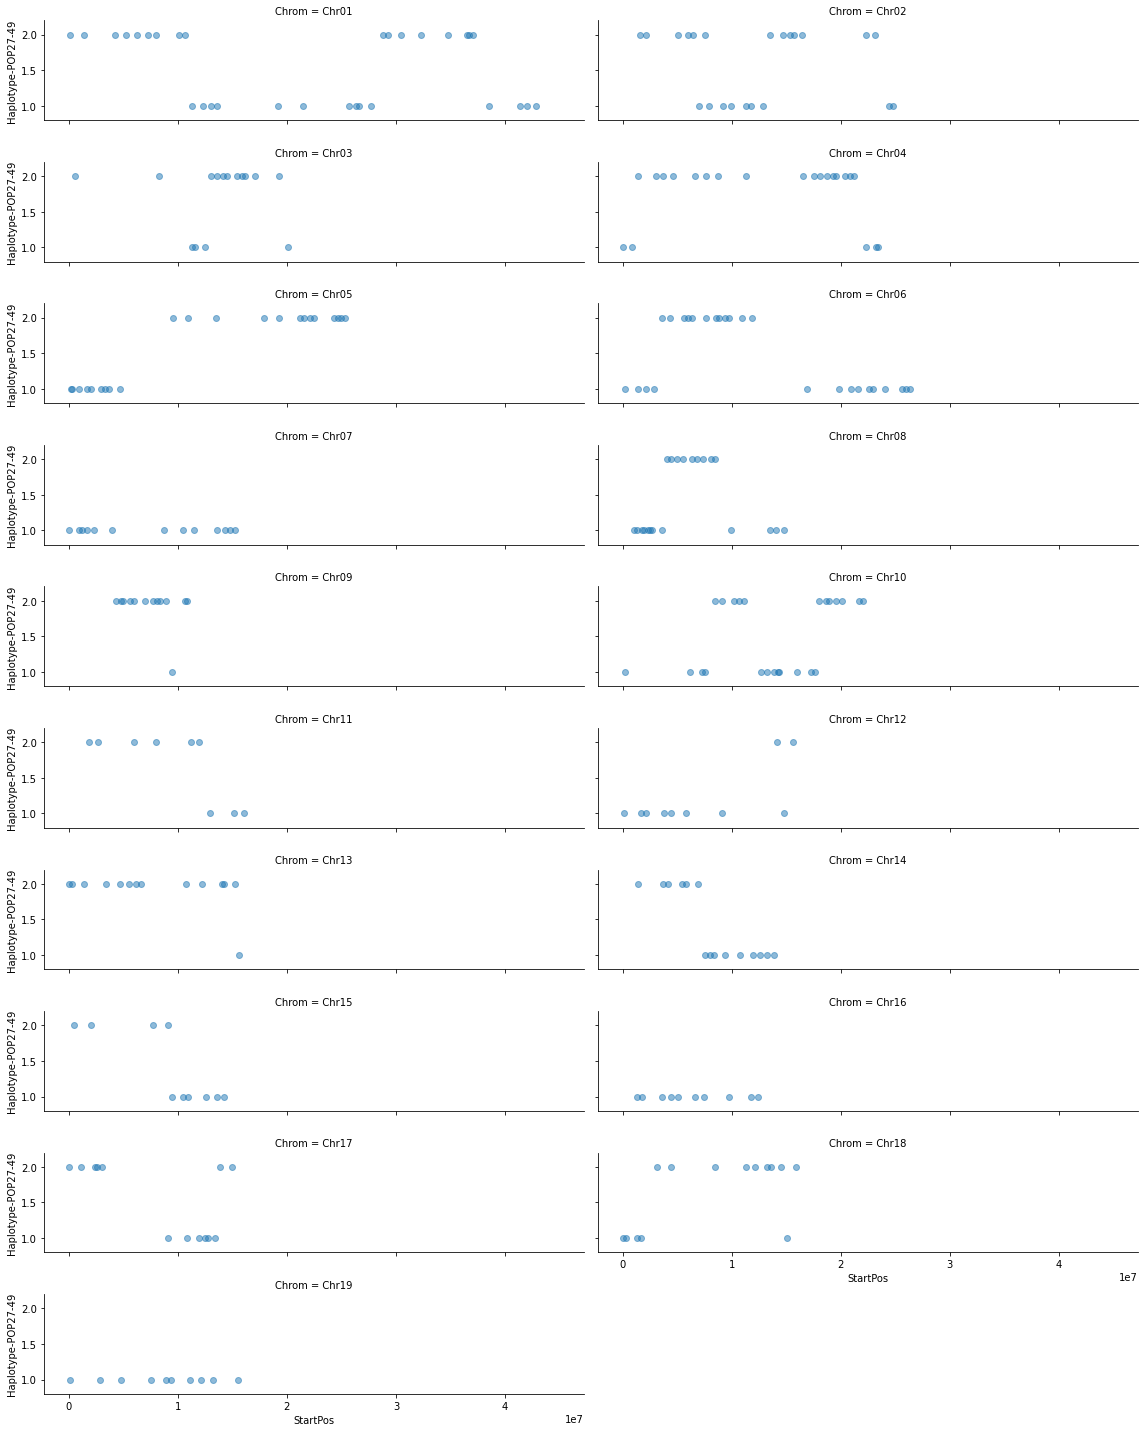 Chrom = Chr01
Chrom = Chr02
Haplotype-POP27-49
2.0
1.5
1.0
Chrom = Chr03
Chrom = Chr04
Haplotype-POP27-49
2.0
1.5
1.0
Chrom = Chr05
Chrom = Chr06
Haplotype-POP27-49
2.0
1.5
1.0
Chrom = Chr07
Chrom = Chr08
Haplotype-POP27-49
2.0
1.5
1.0
Chrom = Chr09
Chrom = Chr10
Haplotype-POP27-49
2.0
1.5
1.0
Chrom = Chr11
Chrom = Chr12
Haplotype-POP27-49
2.0
1.5
1.0
Chrom = Chr13
Chrom = Chr14
Haplotype-POP27-49
2.0
1.5
1.0
Chrom = Chr15
Chrom = Chr16
Haplotype-POP27-49
2.0
1.5
1.0
Chrom = Chr17
Chrom = Chr18
Haplotype-POP27-49
2.0
1.5
1.0
0 1 2 3 4
StartPos
1e7
Chrom = Chr19
Haplotype-POP27-49
2.0
1.5
1.0
0 1 2 3 4
StartPos
1e7